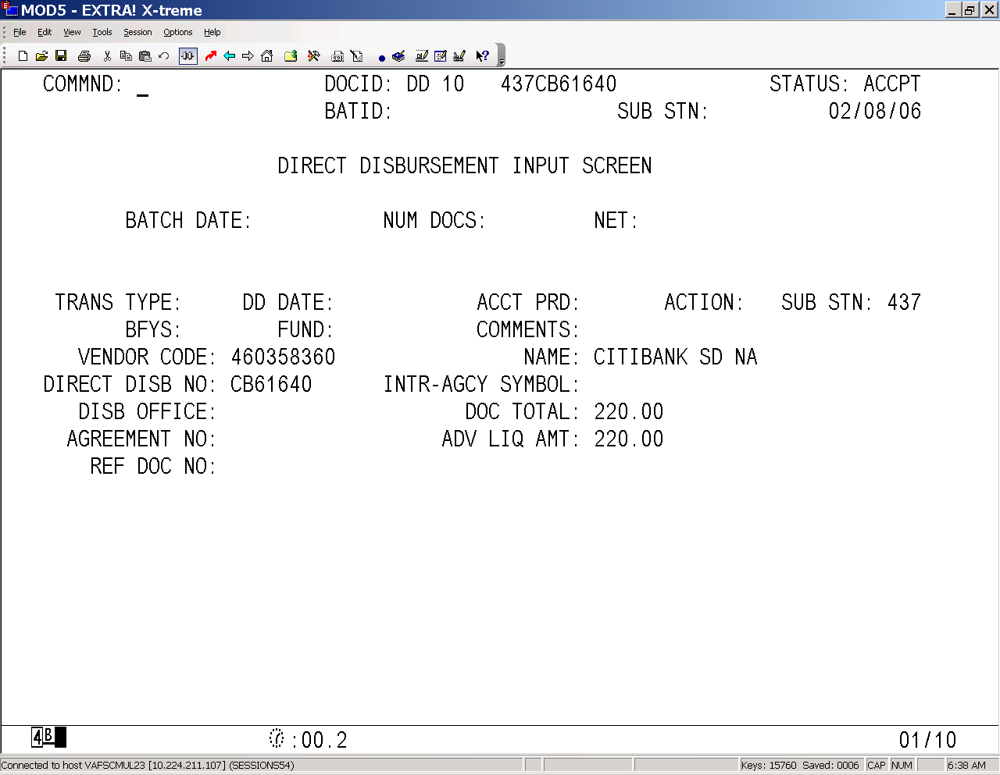 MOD5 - EXTRA! X-treme
File Edit View Tools Session Options Help
COMMND: _ DOCID: DD 10 437CB61640 STATUS: ACCPT
BATID: SUB STN: 02/08/06
DIRECT DISBURSEMENT INPUT SCREEN
BATCH DATE: NUM DOCS: NET:
TRANS TYPE: DD DATE: ACCT PRD: ACTION: SUB STN: 437
BFYS: FUND: COMMENTS:
VENDOR CODE: 460358360 NAME: CITIBANK SD NA
DIRECT DISB NO: CB61640 INTR-AGCY SYMBOL:
DISB OFFICE: DOC TOTAL: 220.00
AGREEMENT NO: ADV LIQ AMT: 220.00
REF DOC NO:
4B :00.2 01/10
Connected to host VAFSCMUL23 [10.224.211.107] (SESSIONS54) Keys: 15760 Saved: 0006 CAP NUM 6:38 AM